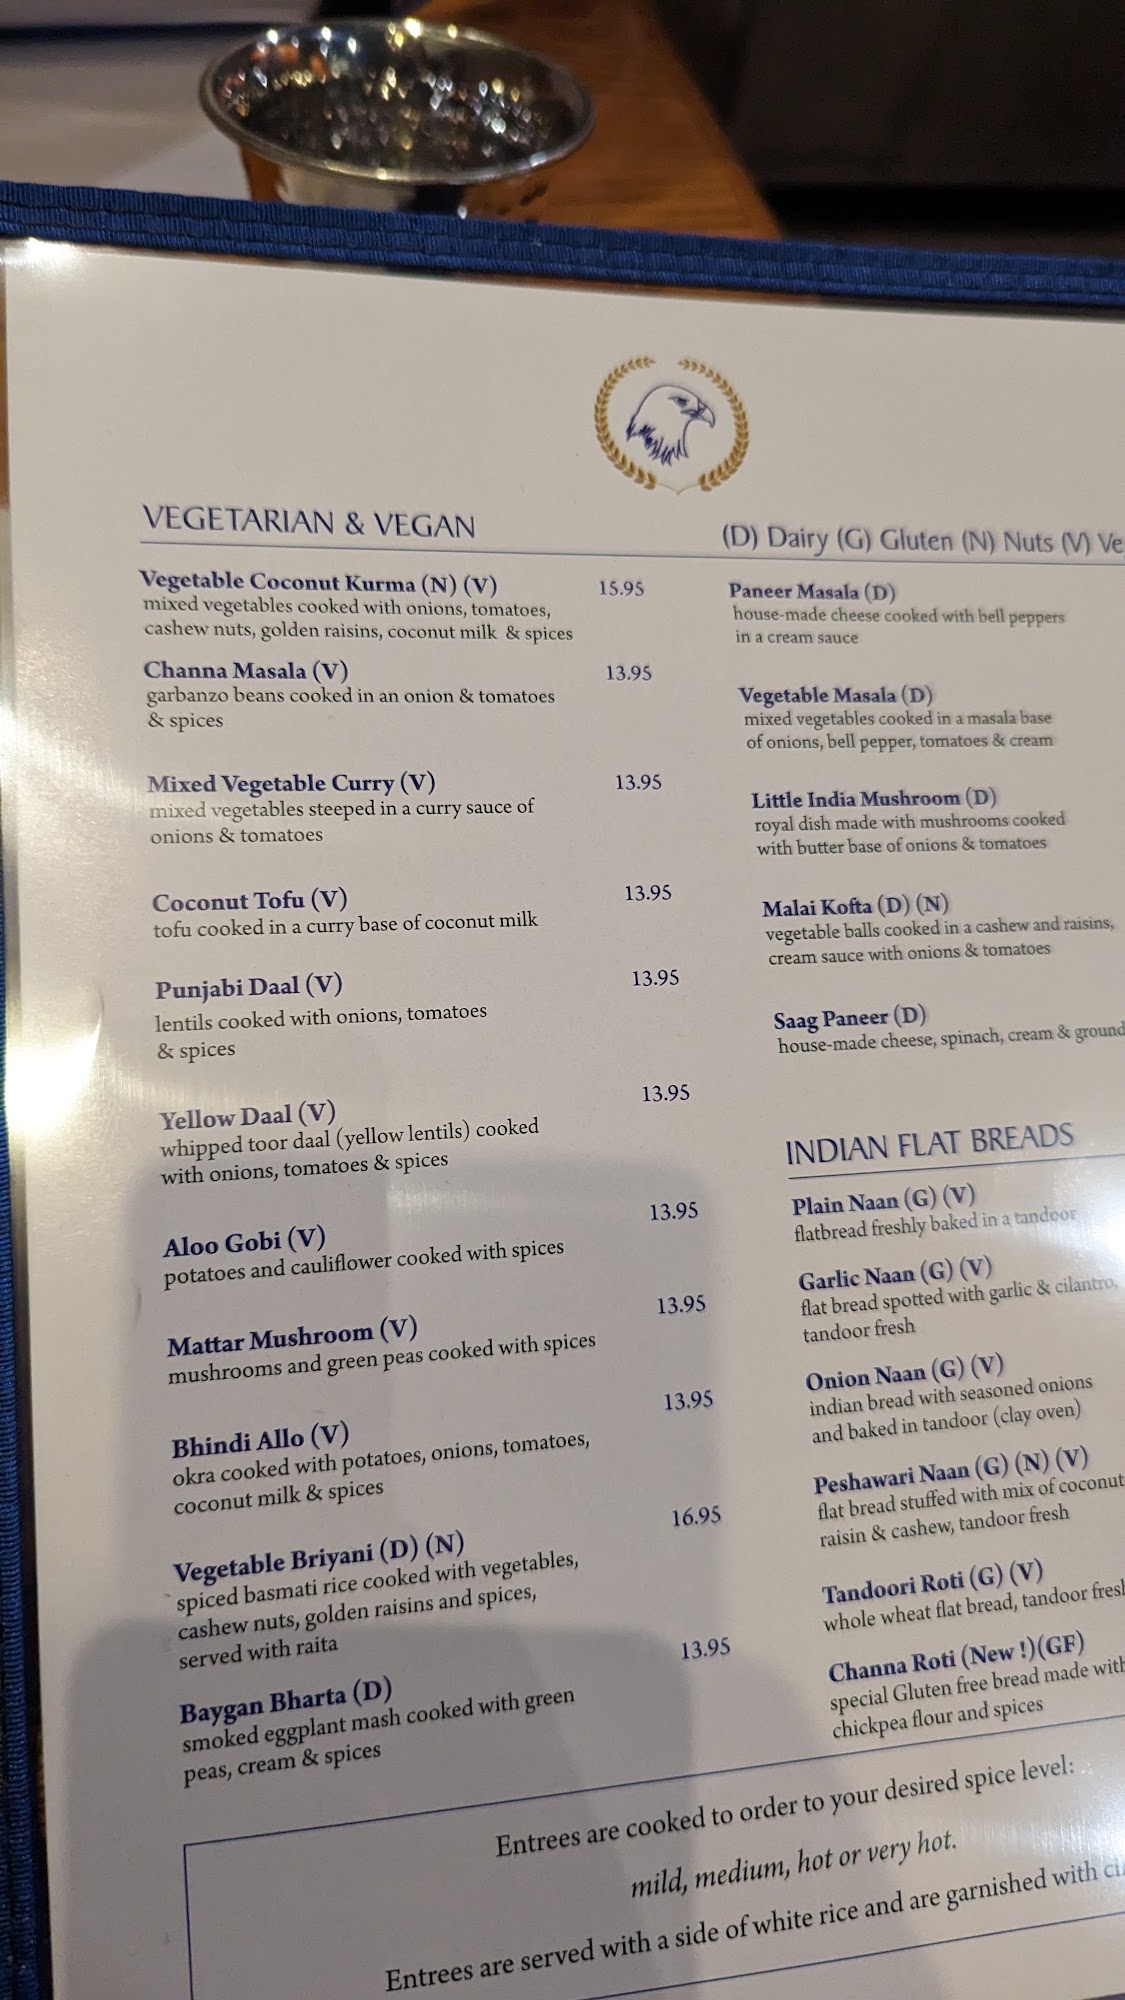 VEGETARIAN & VEGAN
(D) Dairy (G) Gluten (N) Nuts (V)
Vegetable Coconut Kurma (N) (V) 15.95
mixed vegetables cooked with onions, tomatoes,
cashew nuts, golden raisins, coconut milk & spices
Channa Masala (V) 13.95
garbanzo beans cooked in an onion & tomatoes
& spices
Mixed Vegetable Curry (V) 13.95
mixed vegetables steeped in a curry sauce of
onions & tomatoes
Coconut Tofu (V) 13.95
tofu cooked in a curry base of coconut milk
Punjabi Daal (V) 13.95
lentils cooked with onions, tomatoes
& spices
Yellow Daal (V) 13.95
whipped toor daal (yellow lentils) cooked
with onions, tomatoes & spices
Aloo Gobi (V) 13.95
potatoes and cauliflower cooked with spices
Mattar Mushroom (V) 13.95
mushrooms and green peas cooked with spices
Bhindi Allo (V) 13.95
okra cooked with potatoes, onions, tomatoes,
coconut milk & spices
Vegetable Briyani (D) (N) 16.95
spiced basmati rice cooked with vegetables,
cashew nuts, golden raisins and spices,
served with raita
Baygan Bharta (D) 13.95
smoked eggplant mash cooked with green
peas, cream & spices
Paneer Masala (D)
house-made cheese cooked with bell peppers
in a cream sauce
Vegetable Masala (D)
mixed vegetables cooked in a masala base
of onions, bell pepper, tomatoes & cream
Little India Mushroom (D)
royal dish made with mushrooms cooked
with butter base of onions & tomatoes
Malai Kofta (D) (N)
vegetable balls cooked in a cashew and raisins,
cream sauce with onions & tomatoes
Saag Paneer (D)
house-made cheese, spinach, cream & ground
INDIAN FLAT BREADS
Plain Naan (G) (V)
flatbread freshly baked in a tandoor
Garlic Naan (G) (V)
flat bread spotted with garlic & cilantro,
tandoor fresh
Onion Naan (G) (V)
indian bread with seasoned onions
and baked in tandoor (clay oven)
Peshawari Naan (G) (N) (V)
flat bread stuffed with mix of coconut
raisin & cashew, tandoor fresh
Tandoori Roti (G) (V)
whole wheat flat bread, tandoor fresh
Channa Roti (New !)(GF)
special Gluten free bread made with
chickpea flour and spices
Entrees are cooked to order to your desired spice level:
mild, medium, hot or very hot.
Entrees are served with a side of white rice and are garnished with